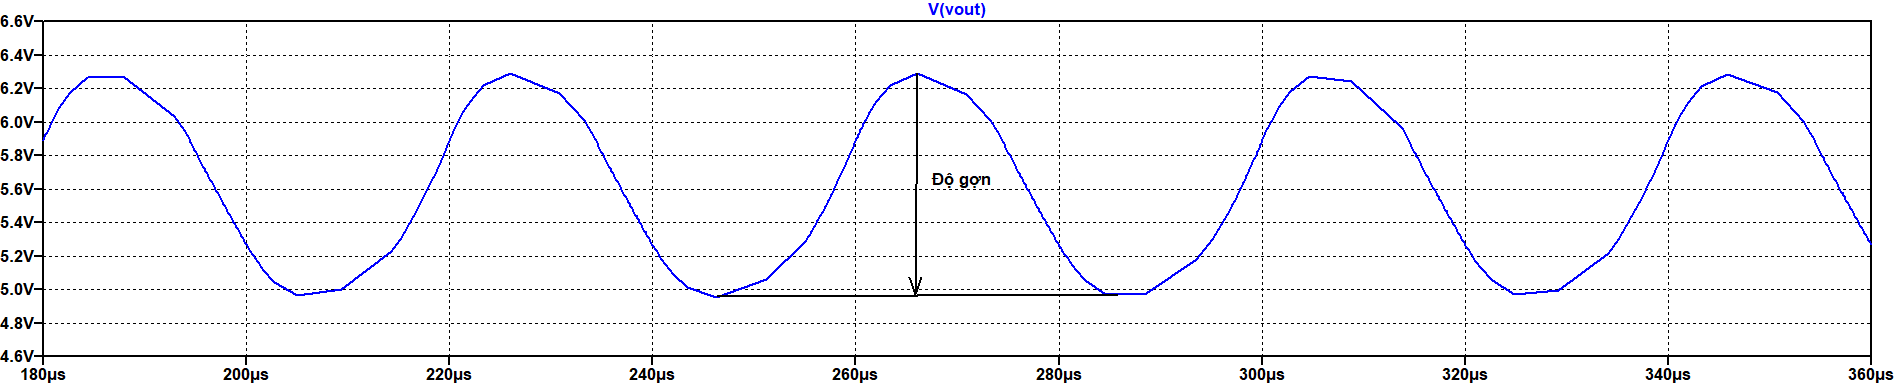 V(vout)
6.6V
6.4V
6.2V
6.0V
5.8V
5.6V
5.4V
5.2V
5.0V
4.8V
4.6V
Độ gợn
180µs 200µs 220µs 240µs 260µs 280µs 300µs 320µs 340µs 360µs